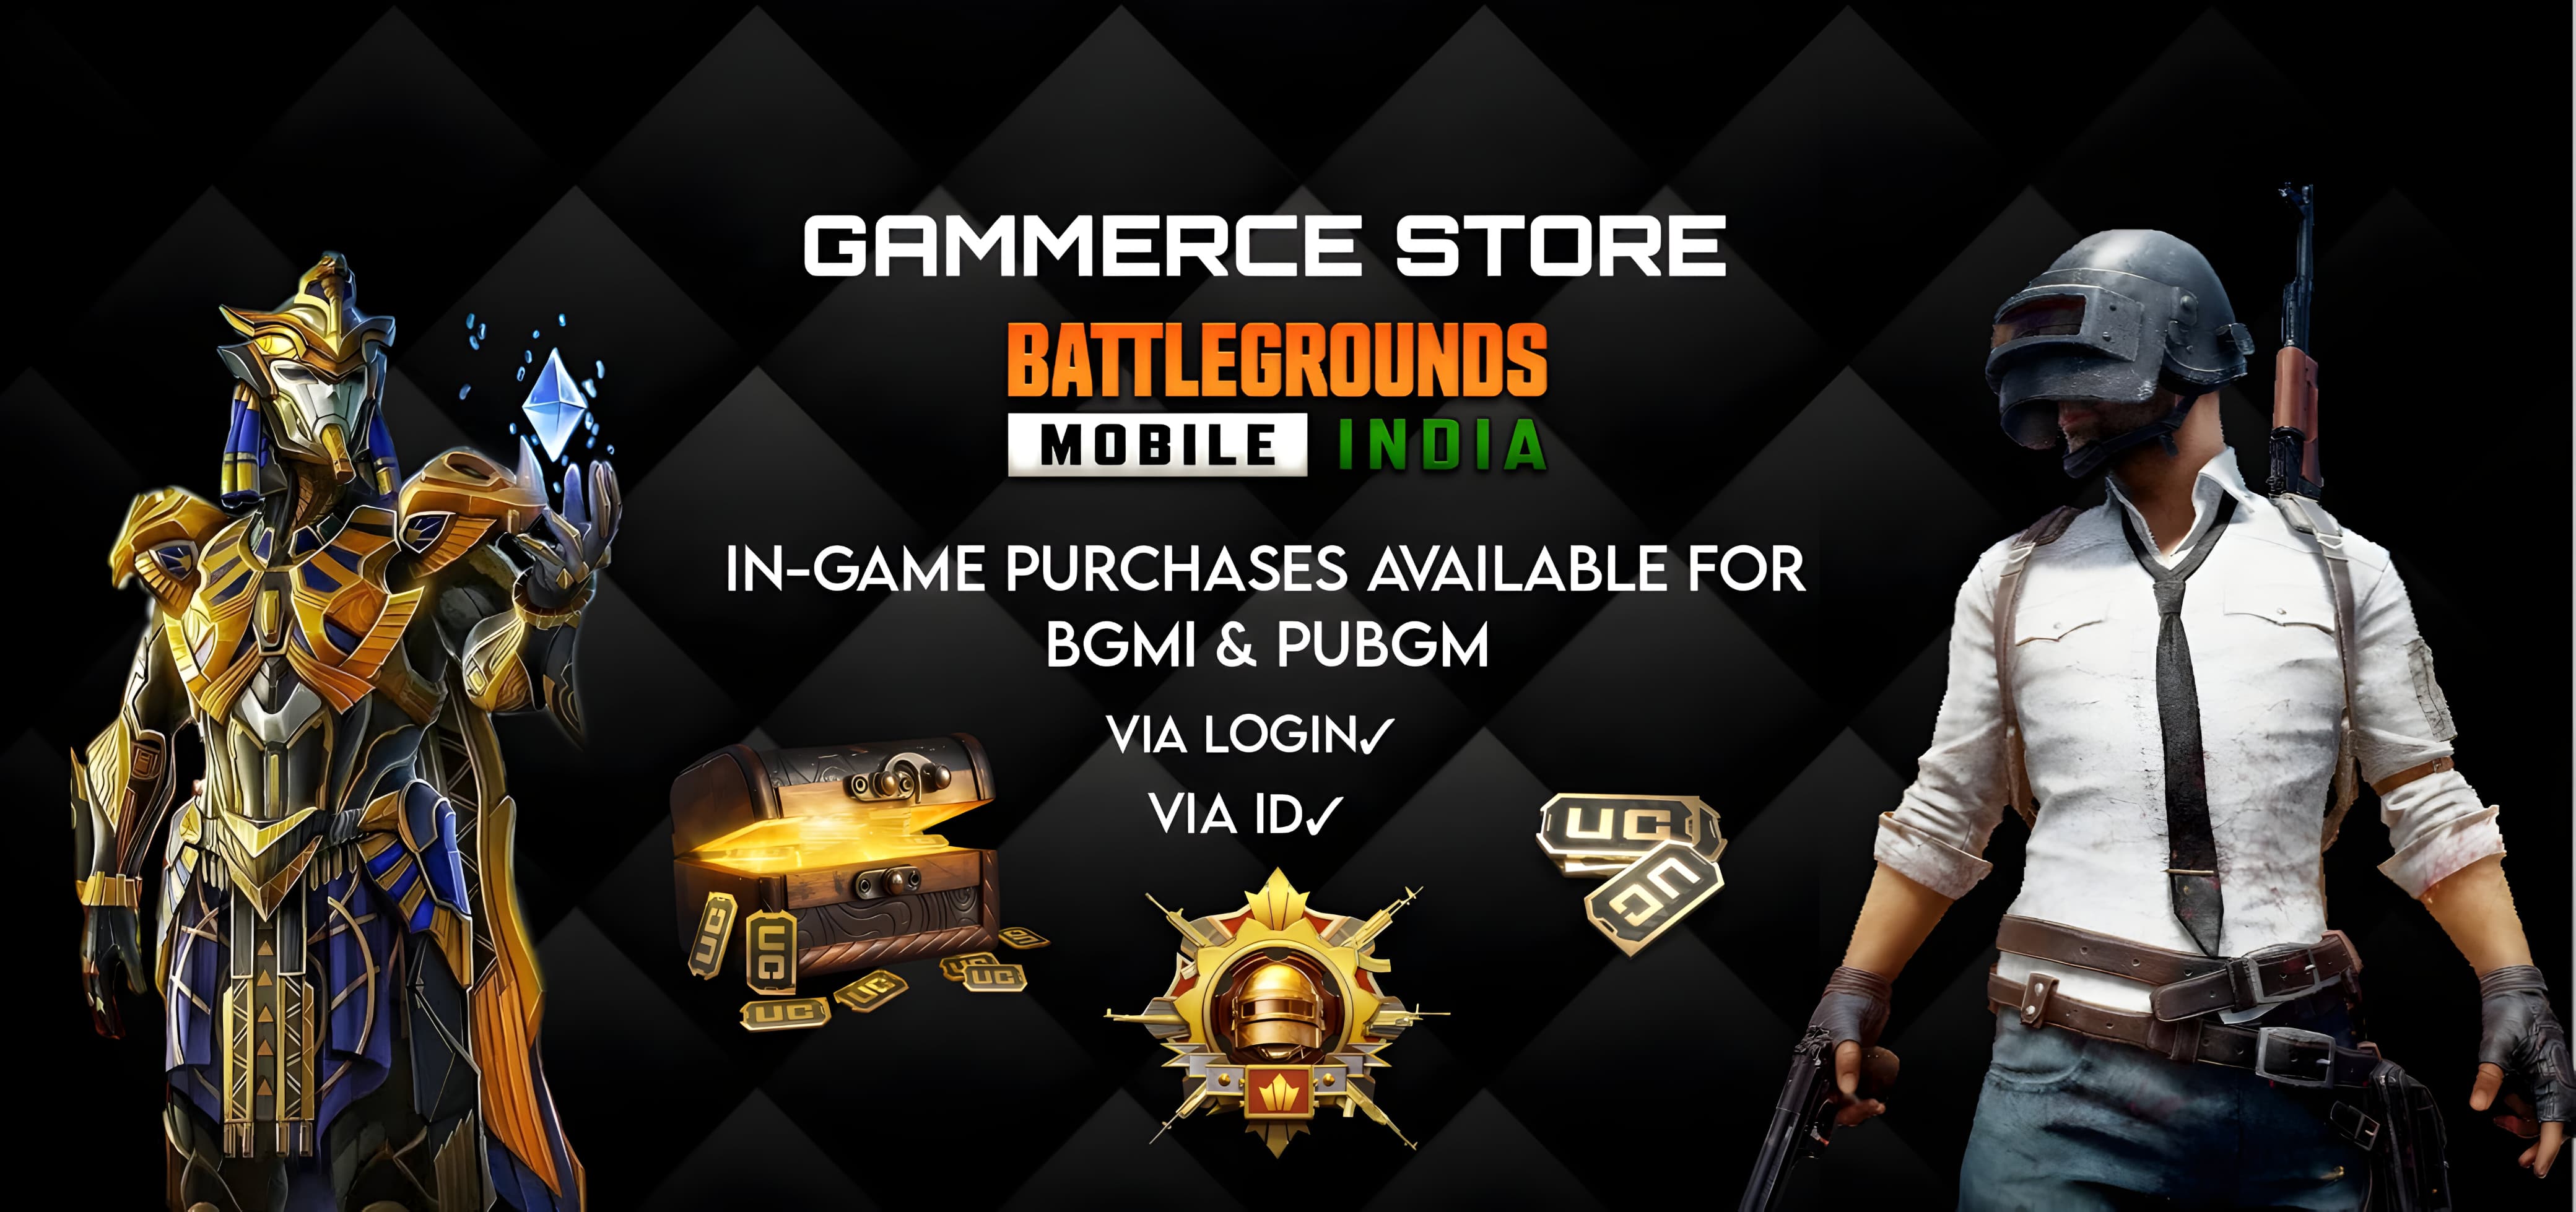 GAMMERCE STORE
BATTLEGROUNDS
MOBILE INDIA
IN-GAME PURCHASES AVAILABLE FOR
BGMI & PUBGM
VIA LOGIN✓
VIA ID✓
UC
UC
UC
UC
UC
UC
UC
UC